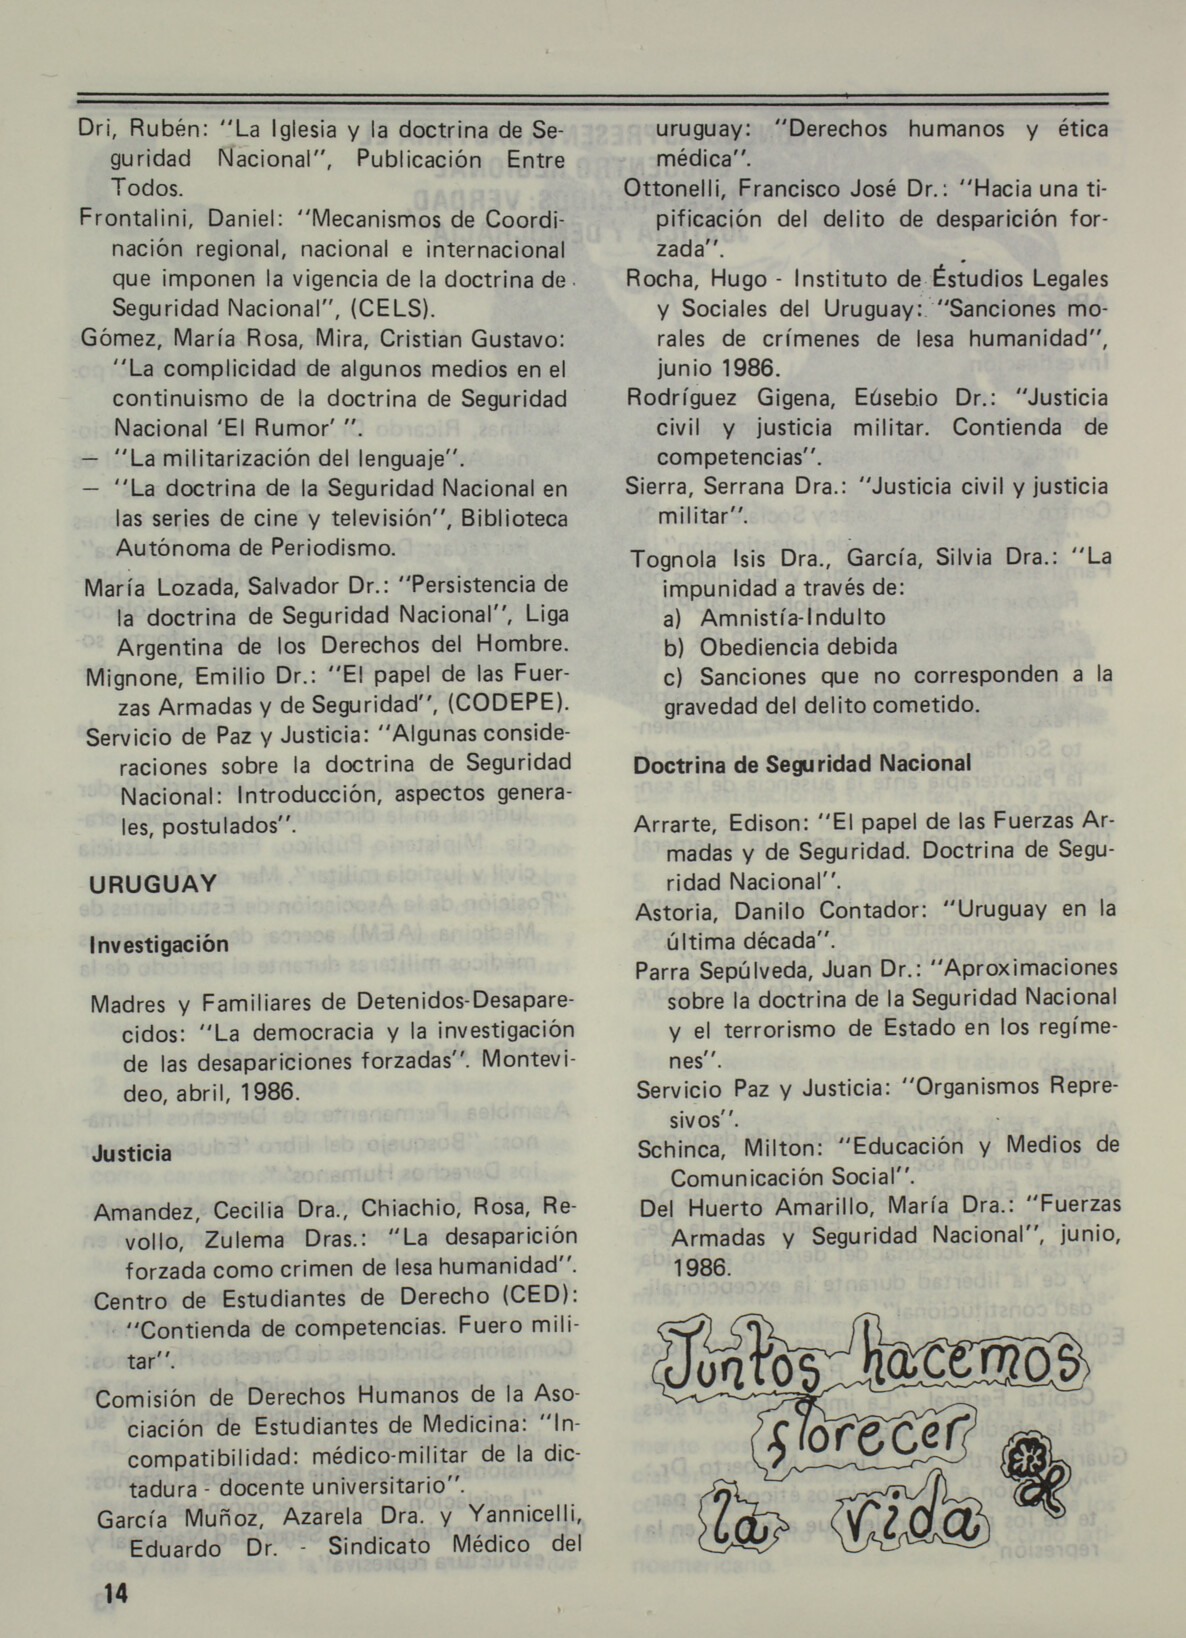 Dri, Rubén: "La Iglesia y la doctrina de Se-
guridad Nacional", Publicación Entre
Todos.
Frontalini, Daniel: "Mecanismos de Coordi-
nación regional, nacional e internacional
que imponen la vigencia de la doctrina de
Seguridad Nacional", (CELS).
Gómez, María Rosa, Mira, Cristian Gustavo:
"La complicidad de algunos medios en el
continuismo de la doctrina de Seguridad
Nacional 'El Rumor' ".
— "La militarización del lenguaje".
— "La doctrina de la Seguridad Nacional en
las series de cine y televisión", Biblioteca
Autónoma de Periodismo.
María Lozada, Salvador Dr.: "Persistencia de
la doctrina de Seguridad Nacional", Liga
Argentina de los Derechos del Hombre.
Mignone, Emilio Dr.: "El papel de las Fuer-
zas Armadas y de Seguridad", (CODEPE).
Servicio de Paz y Justicia: "Algunas conside-
raciones sobre la doctrina de Seguridad
Nacional: Introducción, aspectos genera-
les, postulados".
URUGUAY
Investigación
Madres y Familiares de Detenidos-Desapare-
cidos: "La democracia y la investigación
de las desapariciones forzadas". Montevi-
deo, abril, 1986.
Justicia
Amandez, Cecilia Dra., Chiachio, Rosa, Re-
vollo, Zulema Dras.: "La desaparición
forzada como crimen de lesa humanidad".
Centro de Estudiantes de Derecho (CED):
"Contienda de competencias. Fuero mili-
tar".
Comisión de Derechos Humanos de la Aso-
ciación de Estudiantes de Medicina: "In-
compatibilidad: médico-militar de la dic-
tadura - docente universitario".
García Muñoz, Azarela Dra. y Yannicelli,
Eduardo Dr. - Sindicato Médico del
uruguay: "Derechos humanos y ética
médica".
Ottonelli, Francisco José Dr.: "Hacia una ti-
pificación del delito de desparición for-
zada".
Rocha, Hugo - Instituto de Éstudios Legales
y Sociales del Uruguay: "Sanciones mo-
rales de crímenes de lesa humanidad",
junio 1986.
Rodríguez Gigena, Eúsebio Dr.: "Justicia
civil y justicia militar. Contienda de
competencias".
Sierra, Serrana Dra.: "Justicia civil y justicia
militar".
Tognola Isis Dra., García, Silvia Dra.: "La
impunidad a través de:
a) Amnistía-Indulto
b) Obediencia debida
c) Sanciones que no corresponden a la
gravedad del delito cometido.
Doctrina de Seguridad Nacional
Arrarte, Edison: "El papel de las Fuerzas Ar-
madas y de Seguridad. Doctrina de Segu-
ridad Nacional".
Astoria, Danilo Contador: "Uruguay en la
última década".
Parra Sepúlveda, Juan Dr.: "Aproximaciones
sobre la doctrina de la Seguridad Nacional
y el terrorismo de Estado en los regíme-
nes".
Servicio Paz y Justicia: "Organismos Repre-
sivos".
Schinca, Milton: "Educación y Medios de
Comunicación Social".
Del Huerto Amarillo, María Dra.: "Fuerzas
Armadas y Seguridad Nacional", junio,
1986.
Juntos hacemos
florecer
la vida
14